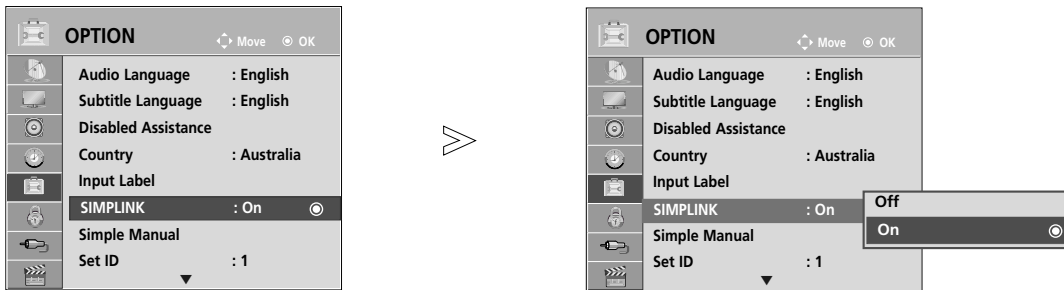 OPTION Move OK
Audio Language : English
Subtitle Language : English
Disabled Assistance
Country : Australia
Input Label
SIMPLINK : On
Simple Manual
Set ID : 1
OPTION Move OK
Audio Language : English
Subtitle Language : English
Disabled Assistance
Country : Australia
Input Label
SIMPLINK : On
Simple Manual
Set ID : 1
Off
On